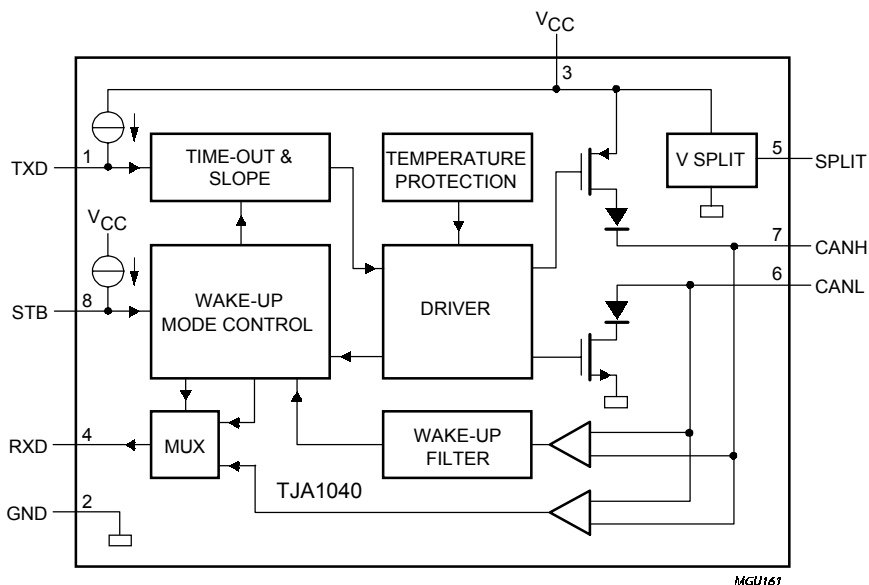 VCC
3
TXD
1
TIME-OUT &
SLOPE
TEMPERATURE
PROTECTION
V SPLIT
5
SPLIT
VCC
7
CANH
6
CANL
STB
8
WAKE-UP
MODE CONTROL
DRIVER
RXD
4
MUX
WAKE-UP
FILTER
TJA1040
GND
2
MGU161